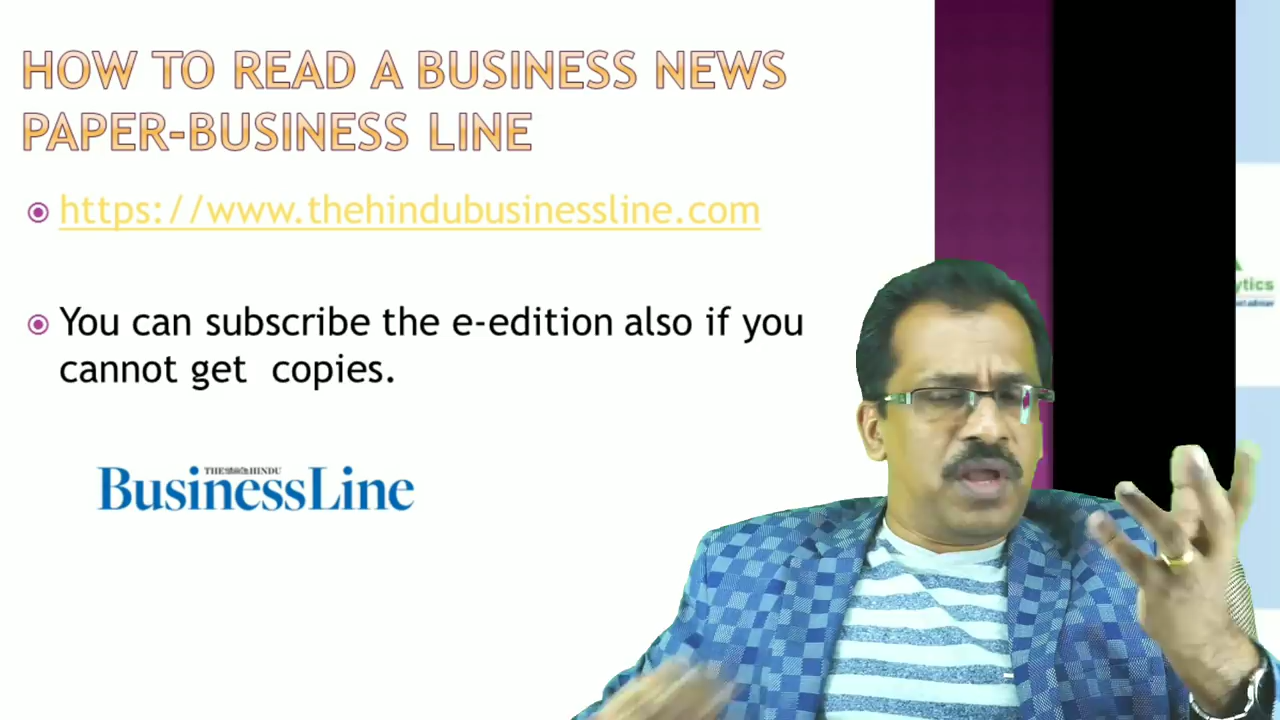 HOW TO READ A BUSINESS NEWS
PAPER-BUSINESS LINE
https://www.thehindubusinessline.com
You can subscribe the e-edition also if you
cannot get copies.
THE HINDU
BusinessLine
ytics